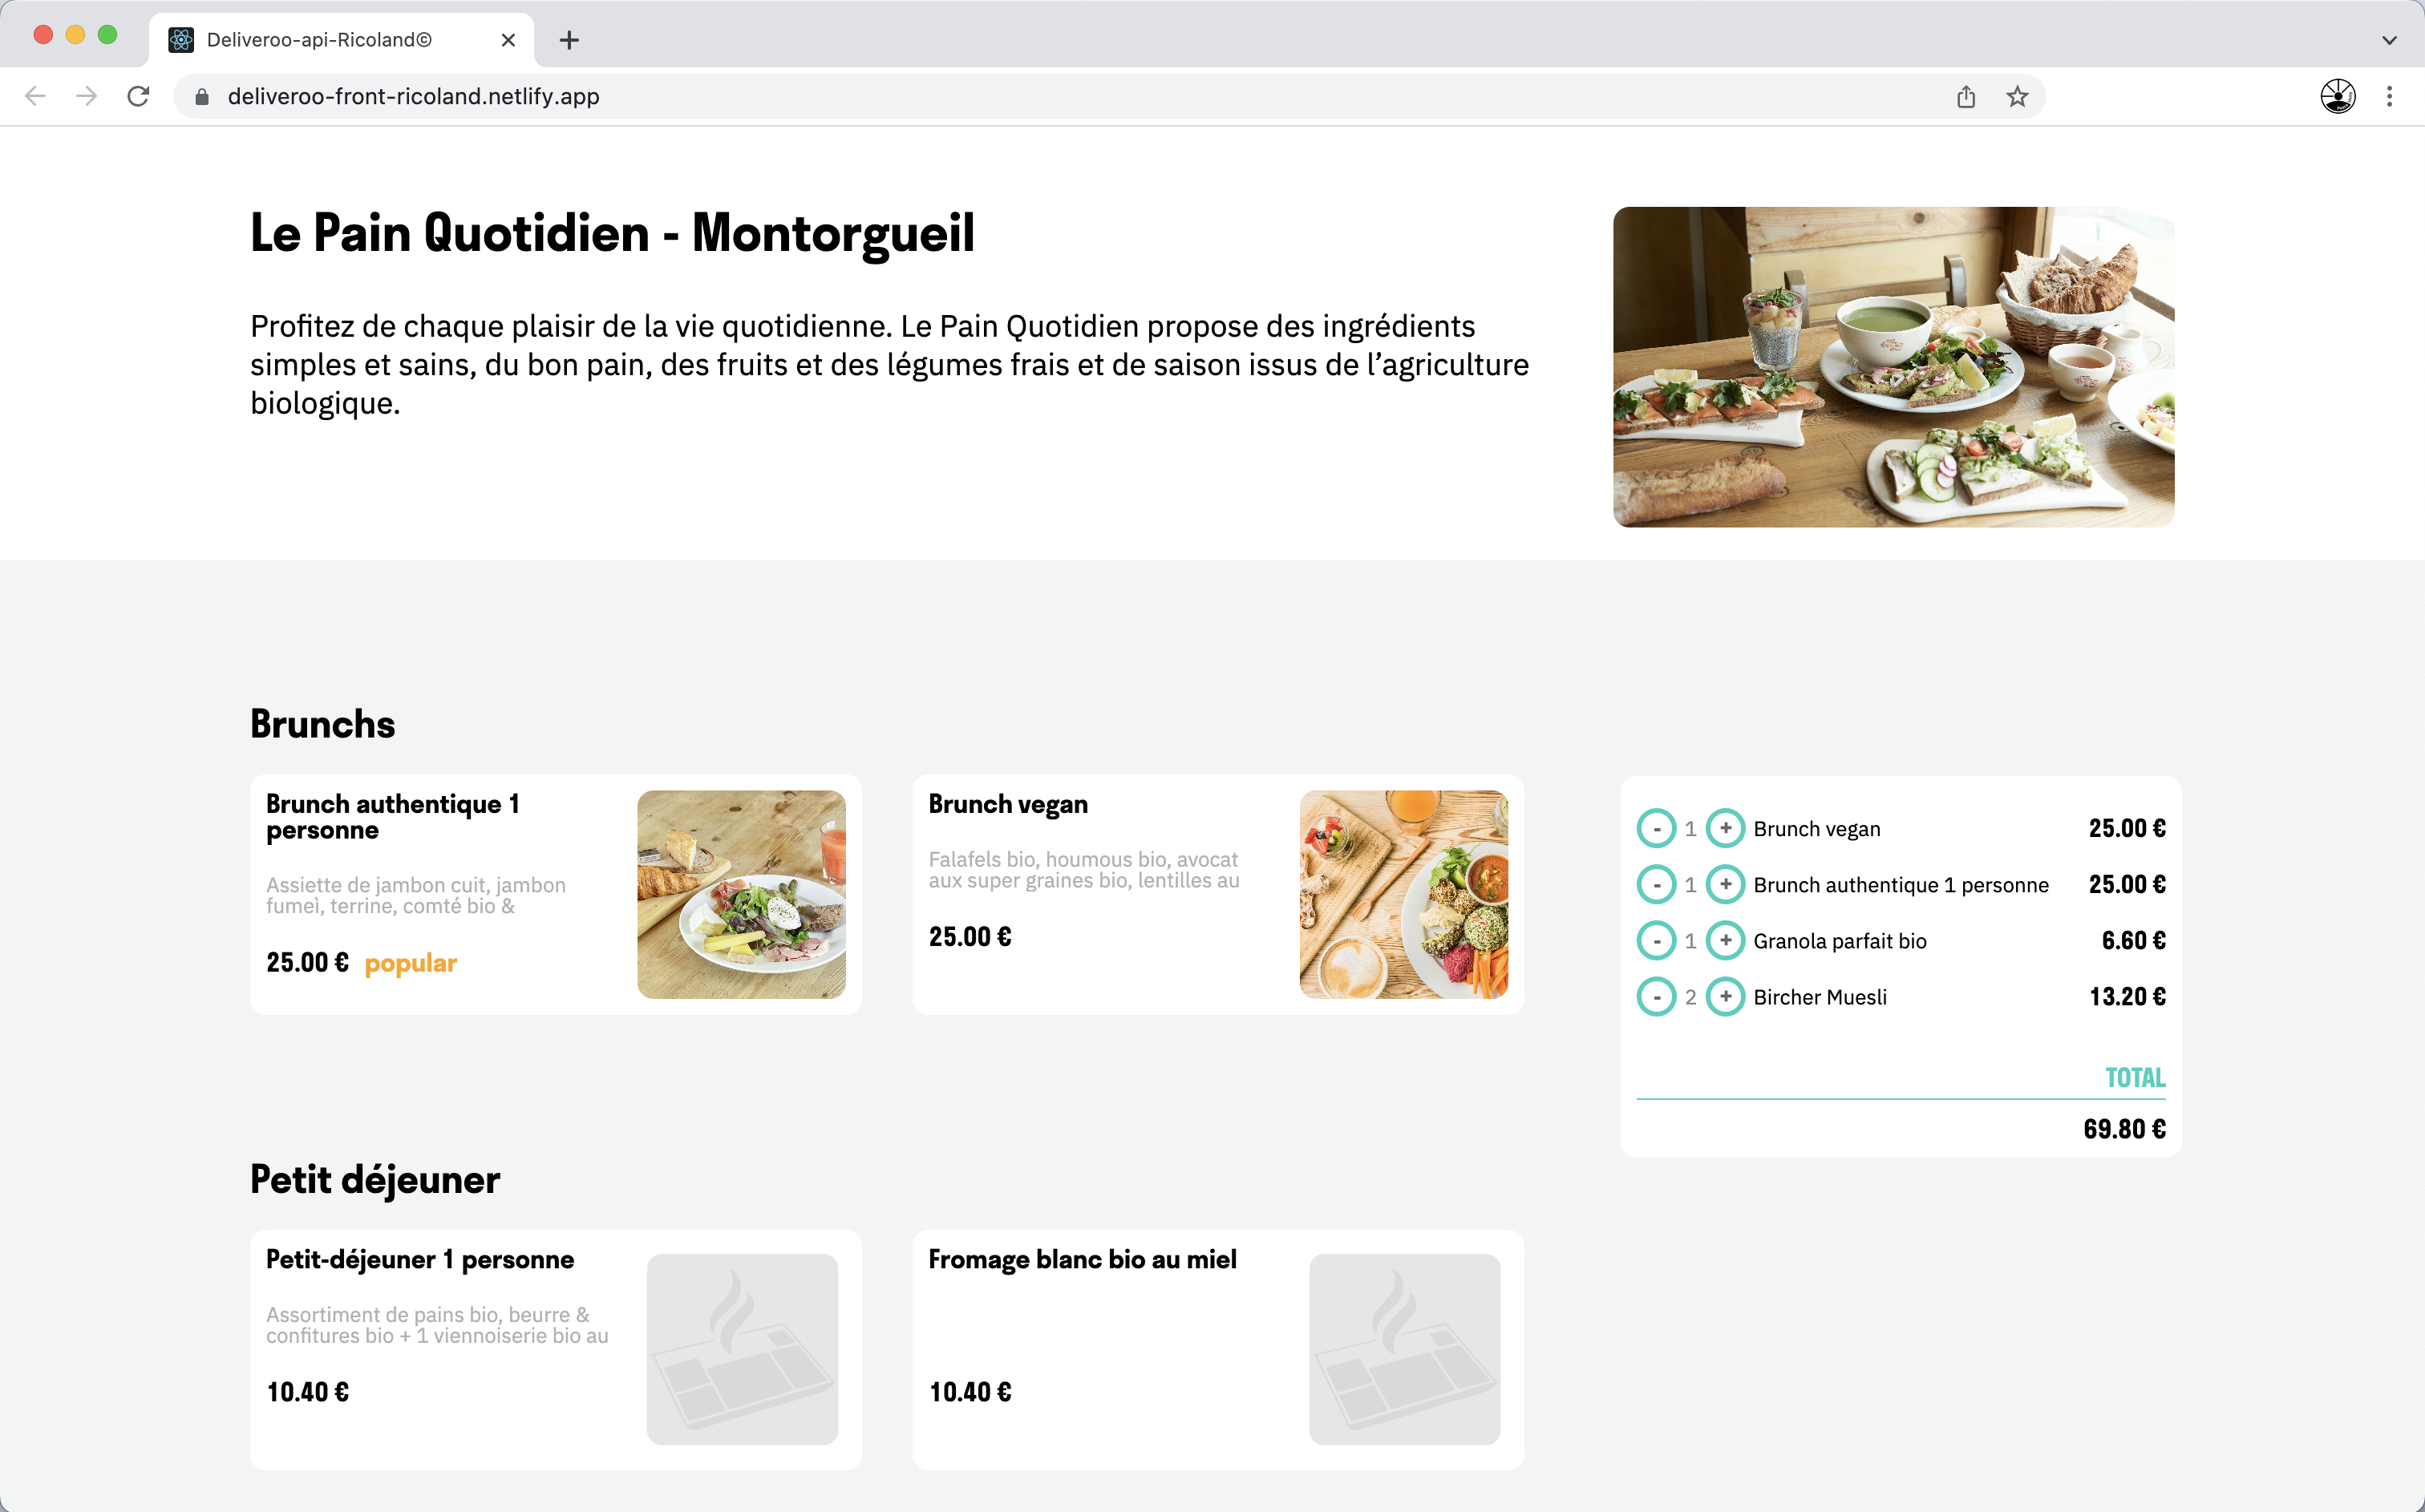 Deliveroo-api-Ricoland©
deliveroo-front-ricoland.netlify.app
Le Pain Quotidien - Montorgueil
Profitez de chaque plaisir de la vie quotidienne. Le Pain Quotidien propose des ingrédients
simples et sains, du bon pain, des fruits et des légumes frais et de saison issus de l’agriculture
biologique.
Brunchs
Brunch authentique 1
personne
Assiette de jambon cuit, jambon
fumeì, terrine, comté bio &
25.00 € popular
Brunch vegan
Falafels bio, houmous bio, avocat
aux super graines bio, lentilles au
25.00 €
- 1 + Brunch vegan 25.00 €
- 1 + Brunch authentique 1 personne 25.00 €
- 1 + Granola parfait bio 6.60 €
- 2 + Bircher Muesli 13.20 €
TOTAL
69.80 €
Petit déjeuner
Petit-déjeuner 1 personne
Assortiment de pains bio, beurre &
confitures bio + 1 viennoiserie bio au
10.40 €
Fromage blanc bio au miel
10.40 €